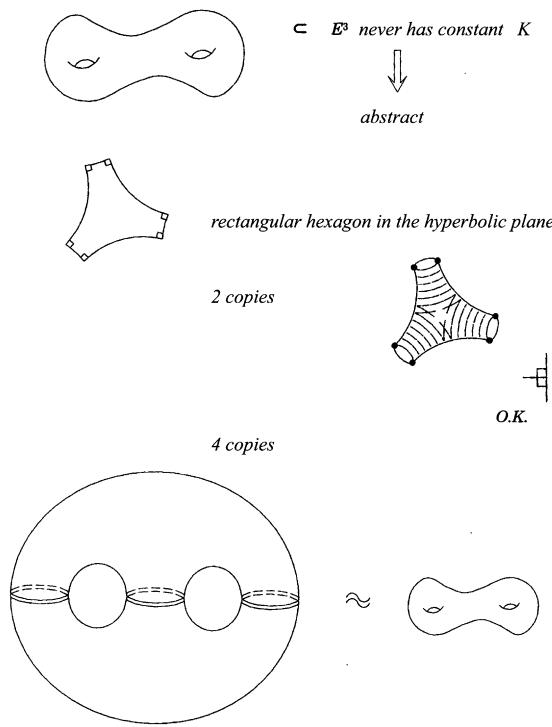 ⊂ E³ never has constant K
abstract
rectangular hexagon in the hyperbolic plane
2 copies
O.K.
4 copies
≈